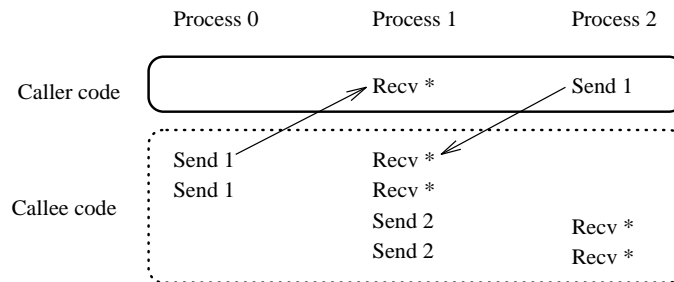 Process 0 Process 1 Process 2
Caller code Recv * Send 1
Send 1 Recv *
Send 1 Recv *
Callee code Send 2 Recv *
Send 2 Recv *